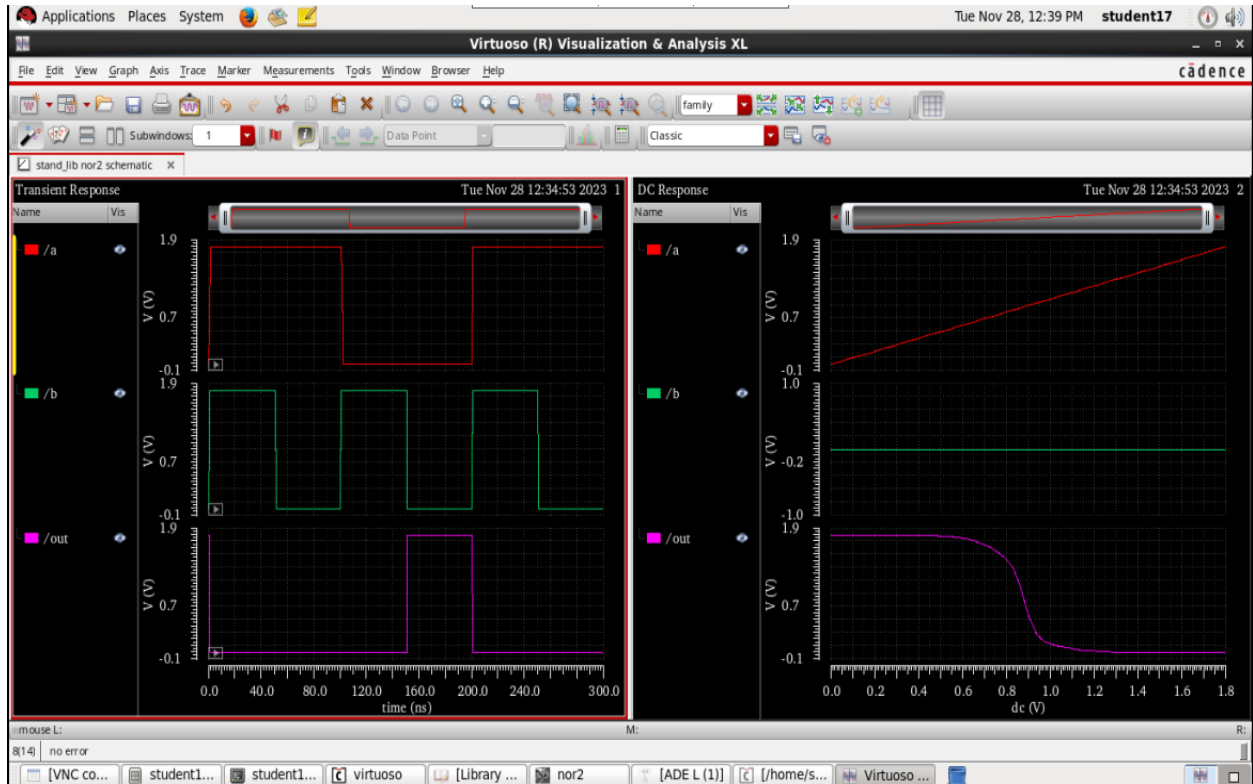 Applications Places System Tue Nov 28, 12:39 PM student17
Virtuoso (R) Visualization & Analysis XL
File Edit View Graph Axis Trace Marker Measurements Tools Window Browser Help cādence
family
Subwindows: 1 Data Point Classic
stand_lib nor2 schematic
Transient Response Tue Nov 28 12:34:53 2023 1
Name Vis
/a
1.9
V (V) 0.7
-0.1
/b
1.9
V (V) 0.7
-0.1
/out
1.9
V (V) 0.7
-0.1
0.0 40.0 80.0 120.0 160.0 200.0 240.0 300.0
time (ns)
DC Response Tue Nov 28 12:34:53 2023 2
Name Vis
/a
1.9
V (V) 0.7
-0.1
/b
1.0
V (V) -0.2
-1.0
/out
1.9
V (V) 0.7
-0.1
0.0 0.2 0.4 0.6 0.8 1.0 1.2 1.4 1.6 1.8
dc (V)
mouse L: M: R:
8(14) no error
[VNC co... student1... student1... virtuoso [Library ... nor2 [ADE L (1)] [/home/s... Virtuoso ...